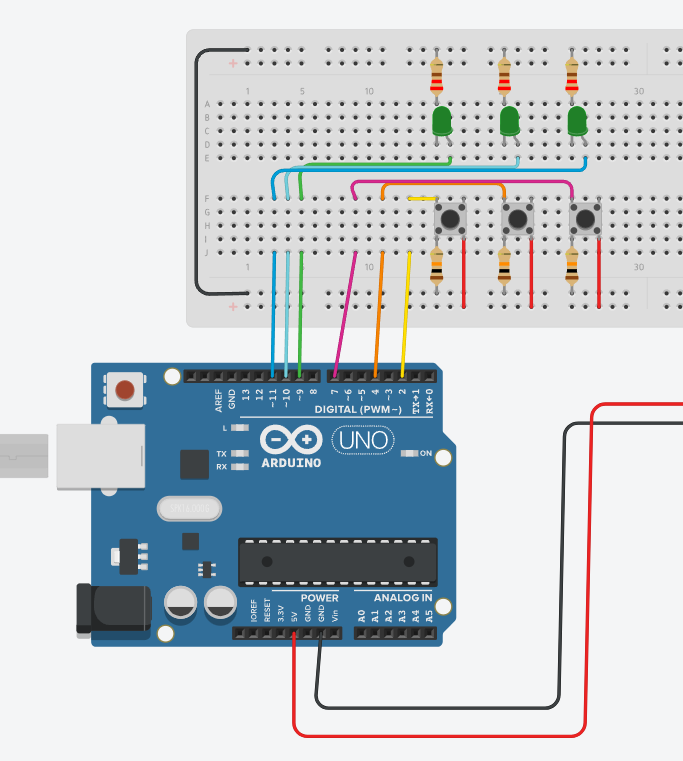 +
1 5 10 30
A
B
C
D
E
F
G
H
I
J
1 10 30
+
AREF GND 13 12 ~11 ~10 ~9 8 7 ~6 ~5 4 ~3 2 TX→1 RX←0
DIGITAL (PWM~)
L
TX
RX
ARDUINO
UNO
ON
POWER ANALOG IN
IOREF RESET 3.3V 5V GND GND Vin A0 A1 A2 A3 A4 A5